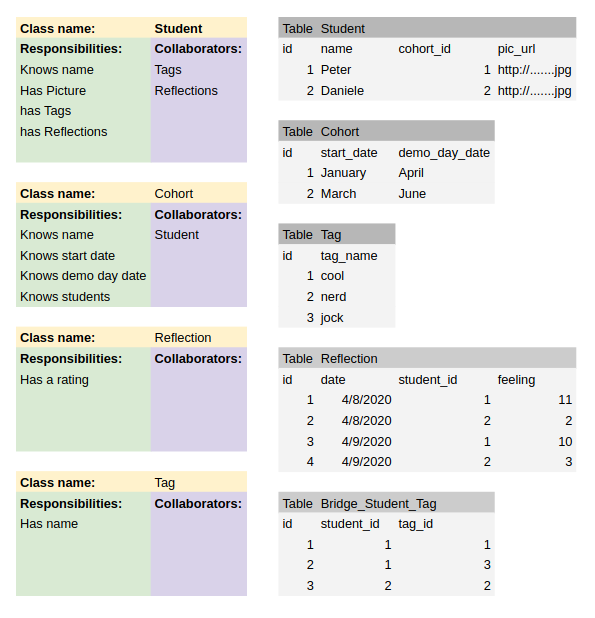 Class name: Student
Responsibilities: Collaborators:
Knows name Tags
Has Picture Reflections
has Tags
has Reflections
Class name: Cohort
Responsibilities: Collaborators:
Knows name Student
Knows start date
Knows demo day date
Knows students
Class name: Reflection
Responsibilities: Collaborators:
Has a rating
Class name: Tag
Responsibilities: Collaborators:
Has name
Table Student
id name cohort_id pic_url
1 Peter 1 http://.......jpg
2 Daniele 2 http://.......jpg
Table Cohort
id start_date demo_day_date
1 January April
2 March June
Table Tag
id tag_name
1 cool
2 nerd
3 jock
Table Reflection
id date student_id feeling
1 4/8/2020 1 11
2 4/8/2020 2 2
3 4/9/2020 1 10
4 4/9/2020 2 3
Table Bridge_Student_Tag
id student_id tag_id
1 1 1
2 1 3
3 2 2